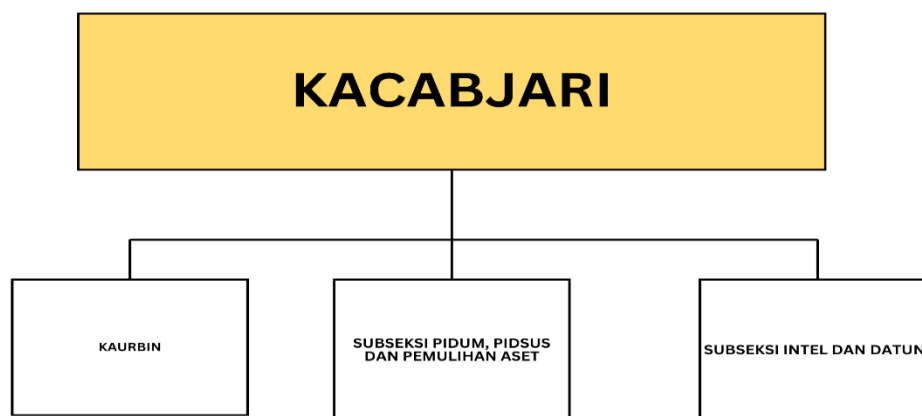 KACABJARI
KAURBIN
SUBSEKSI PIDUM, PIDSUS
DAN PEMULIHAN ASET
SUBSEKSI INTEL DAN DATUN